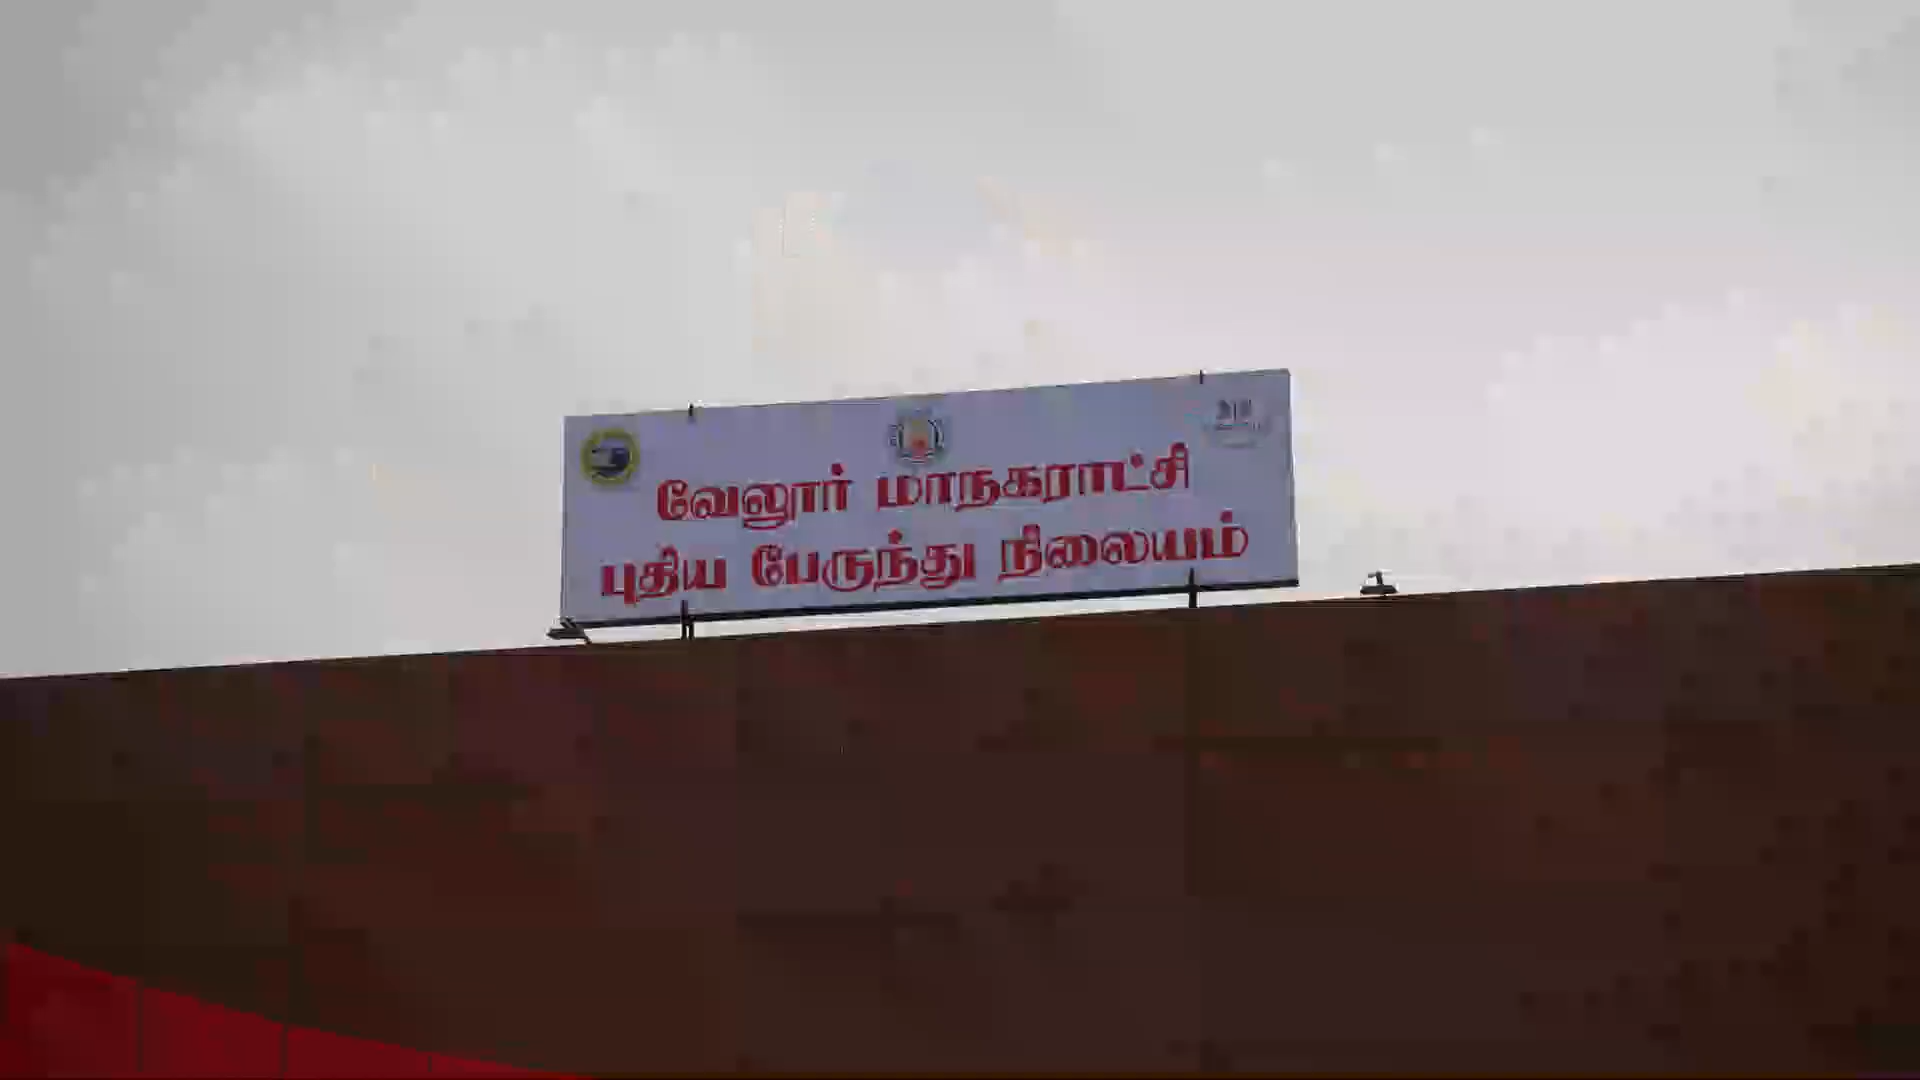 வேலூர் மாநகராட்சி
புதிய பேருந்து நிலையம்